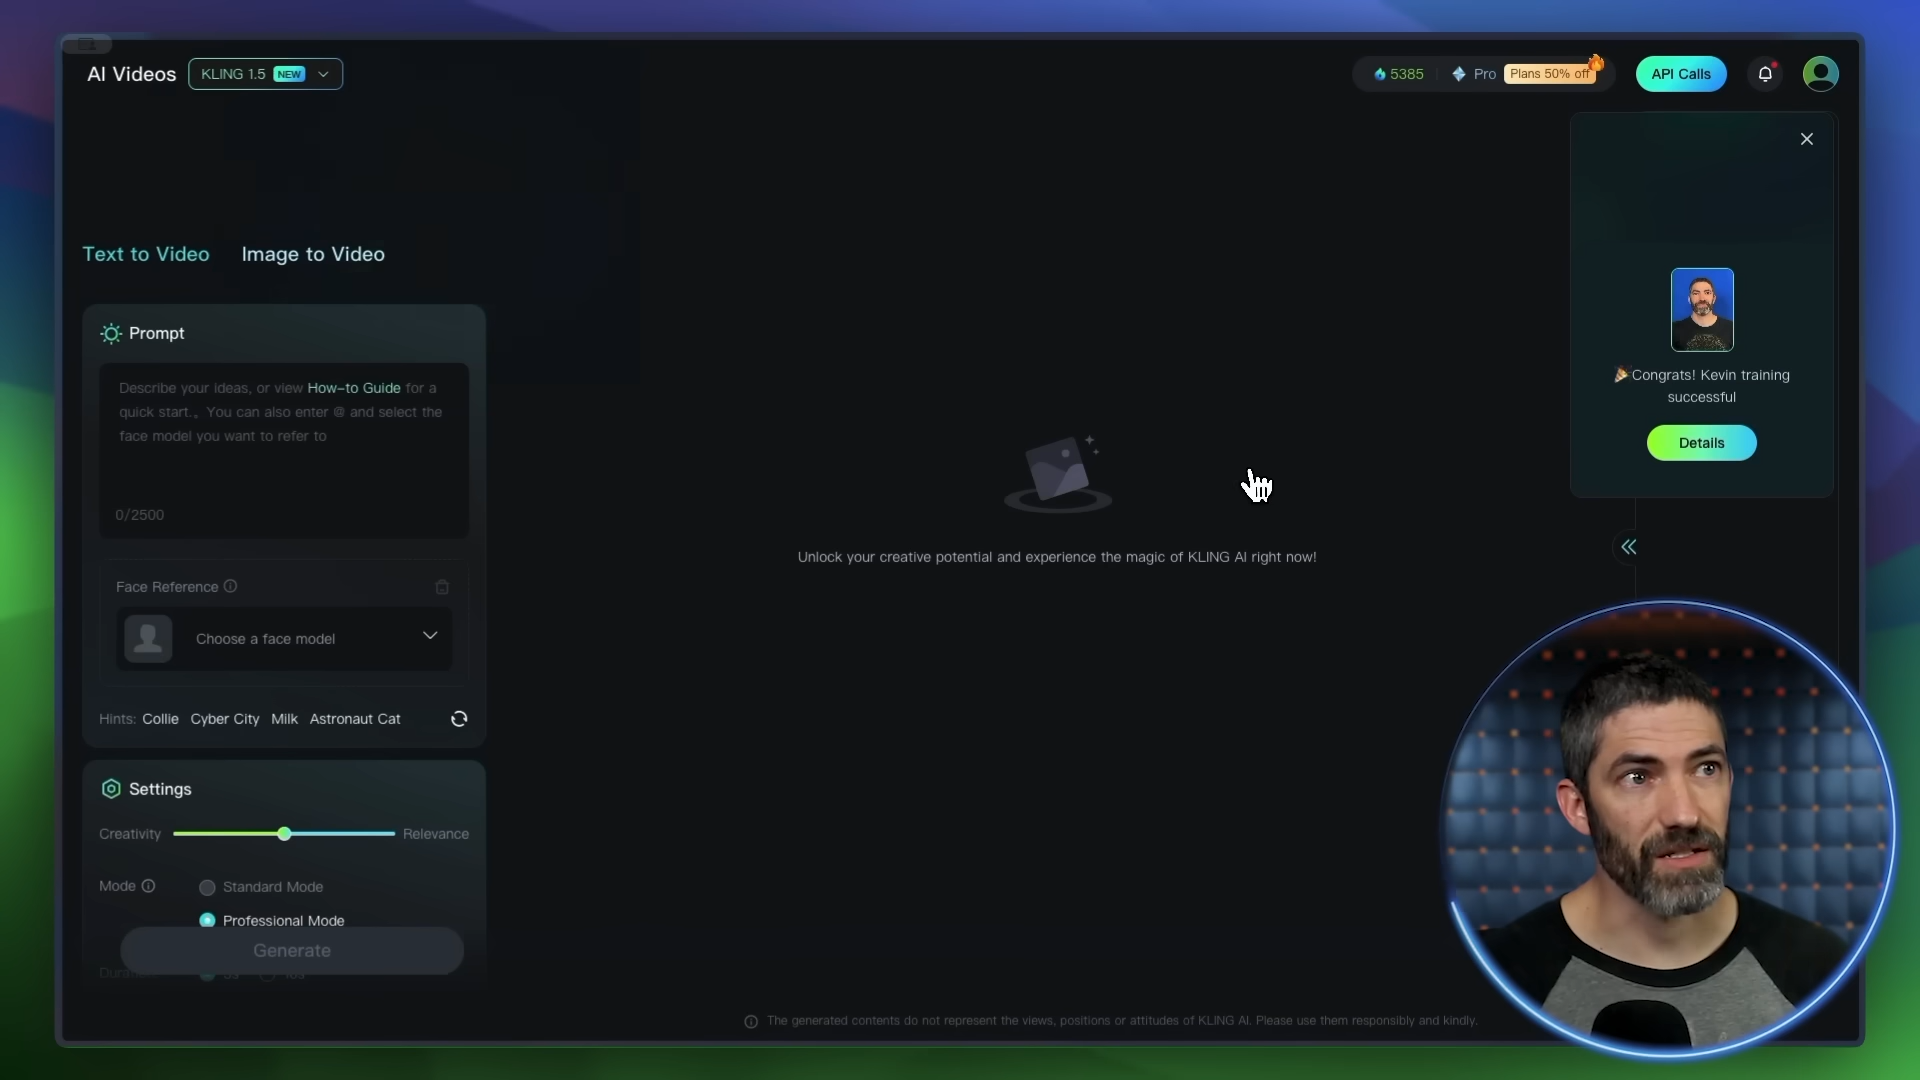 AI Videos
KLING 1.5 NEW
5385
Pro
Plans 50% off
API Calls
Text to Video
Image to Video
Prompt
Describe your ideas, or view How-to Guide for a
quick start.。You can also enter @ and select the
face model you want to refer to
0/2500
Face Reference
Choose a face model
Hints: Collie Cyber City Milk Astronaut Cat
Settings
Creativity
Relevance
Mode
Standard Mode
Professional Mode
Generate
Unlock your creative potential and experience the magic of KLING AI right now!
Congrats! Kevin training
successful
Details
The generated contents do not represent the views, positions or attitudes of KLING AI. Please use them responsibly and kindly.